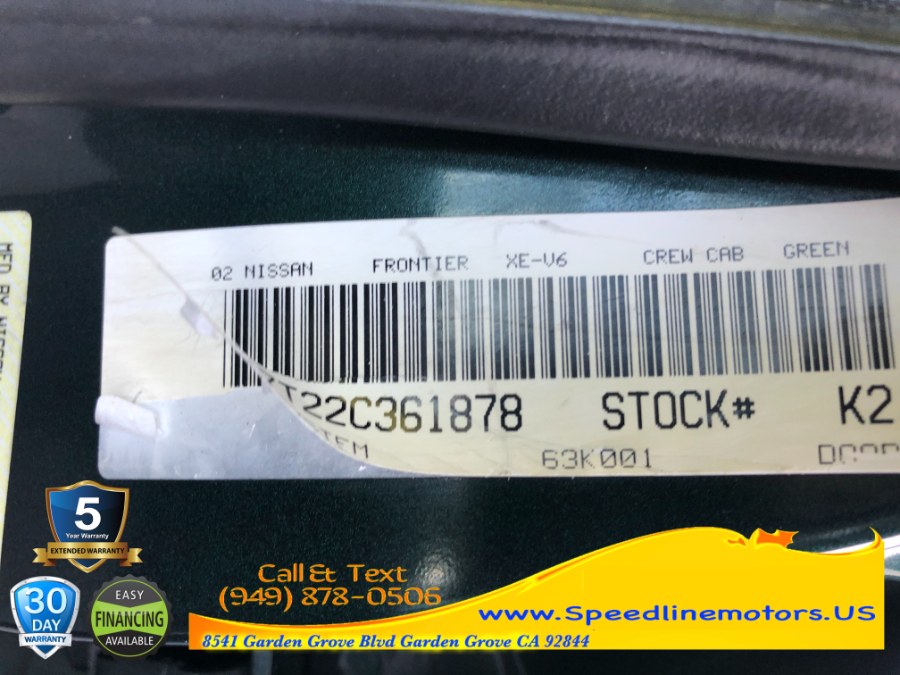 02 NISSAN FRONTIER XE-V6 CREW CAB GREEN
T22C361878 STOCK# K2
63K001
5
Year Warranty
EXTENDED WARRANTY
30
DAY
WARRANTY
EASY
FINANCING
AVAILABLE
Call & Text
(949) 878-0506
www.Speedlinemotors.US
8541 Garden Grove Blvd Garden Grove CA 92844